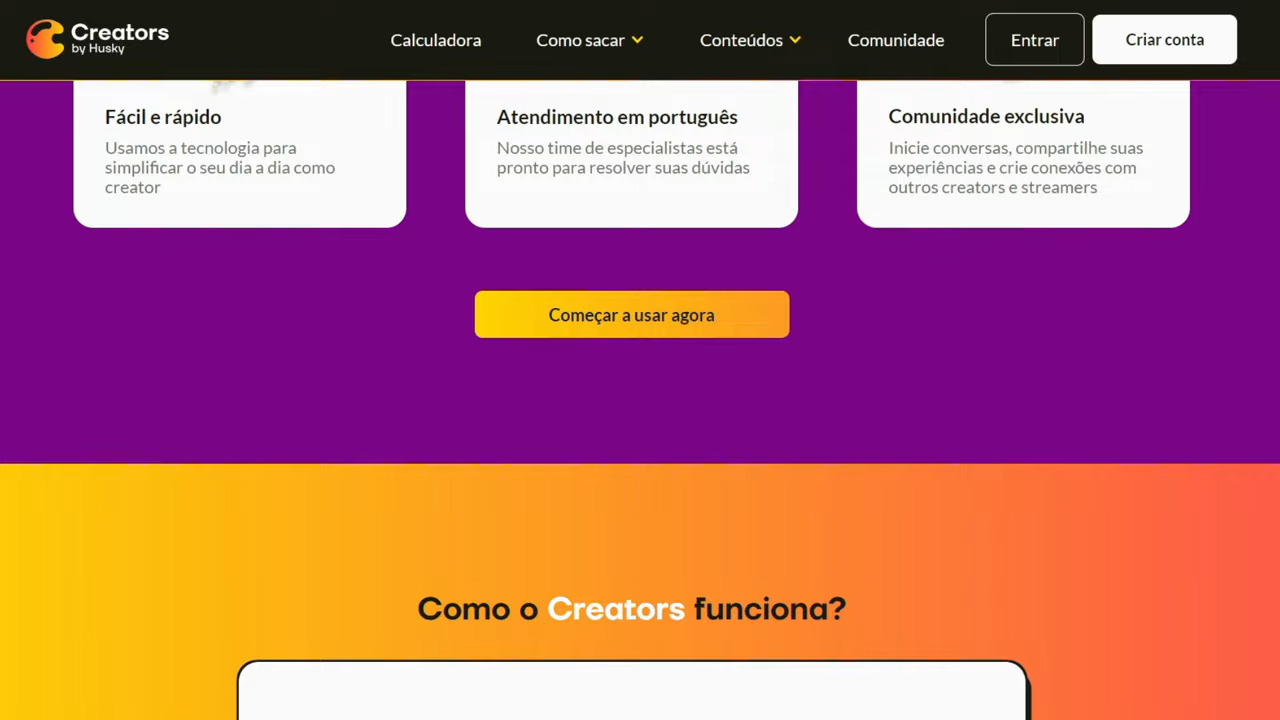 Creators
by Husky
Calculadora
Como sacar
Conteúdos
Comunidade
Entrar
Criar conta
Fácil e rápido
Usamos a tecnologia para
simplificar o seu dia a dia como
creator
Atendimento em português
Nosso time de especialistas está
pronto para resolver suas dúvidas
Comunidade exclusiva
Inicie conversas, compartilhe suas
experiências e crie conexões com
outros creators e streamers
Começar a usar agora
Como o Creators funciona?